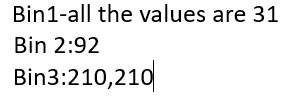 Bin1-all the values are 31
Bin 2:92
Bin3:210,210